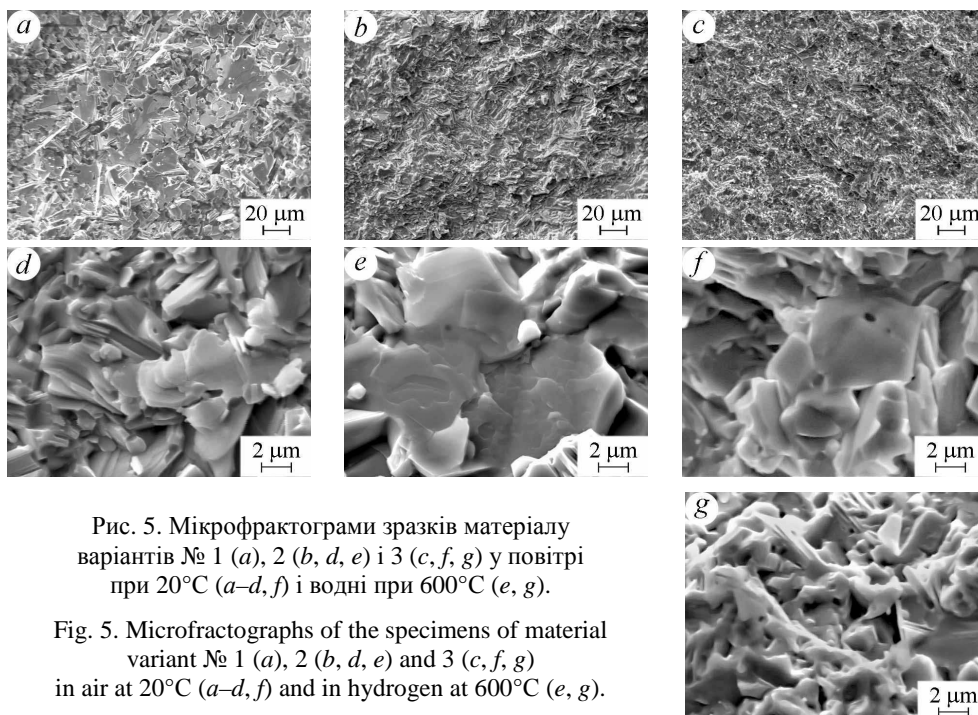 a
b
c
20 μm
20 μm
20 μm
d
e
f
2 μm
2 μm
2 μm
g
2 μm
Рис. 5. Мікрофрактограми зразків матеріалу
варіантів № 1 (a), 2 (b, d, e) і 3 (c, f, g) у повітрі
при 20°С (a–d, f) і водні при 600°С (e, g).
Fig. 5. Microfractographs of the specimens of material
variant № 1 (a), 2 (b, d, e) and 3 (c, f, g)
in air at 20°C (a–d, f) and in hydrogen at 600°C (e, g).